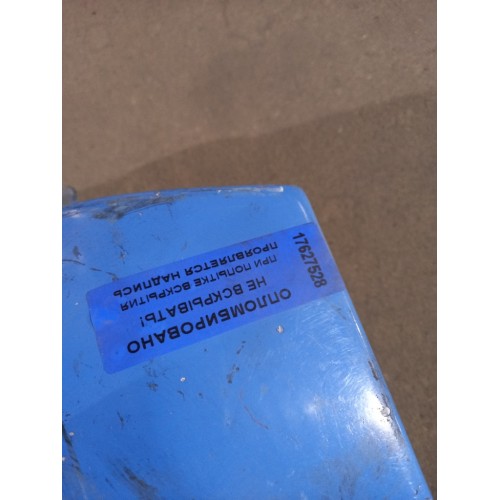 ОПЛОМБИРОВАНО
НЕ ВСКРЫВАТЬ!
ПРИ ПОПЫТКЕ ВСКРЫТИЯ
ПРОЯВЛЯЕТСЯ НАДПИСЬ
17627528